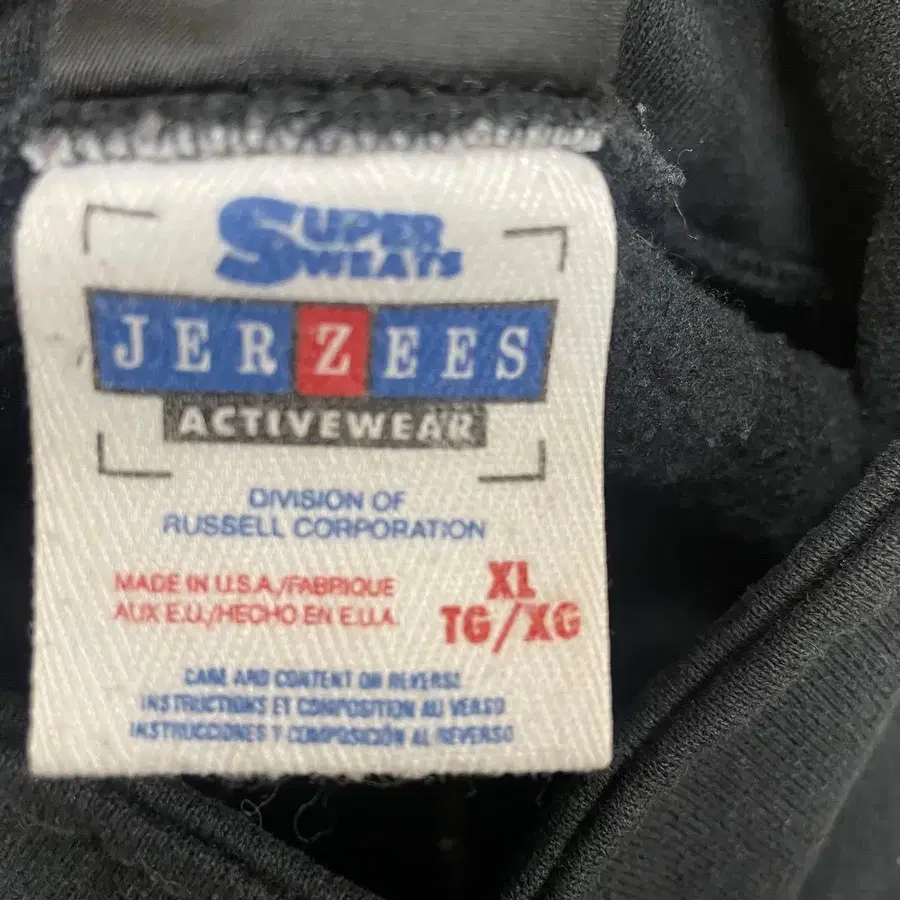 SUPER
SWEATS
JERZEES
ACTIVEWEAR
DIVISION OF
RUSSELL CORPORATION
MADE IN U.S.A./FABRIQUE
AUX E.U./HECHO EN E.U.A.
XL
TG/XG
CARE AND CONTENT ON REVERSE
INSTRUCTIONS ET COMPOSITION AU VERSO
INSTRUCCIONES Y COMPOSICIÓN AL REVERSO